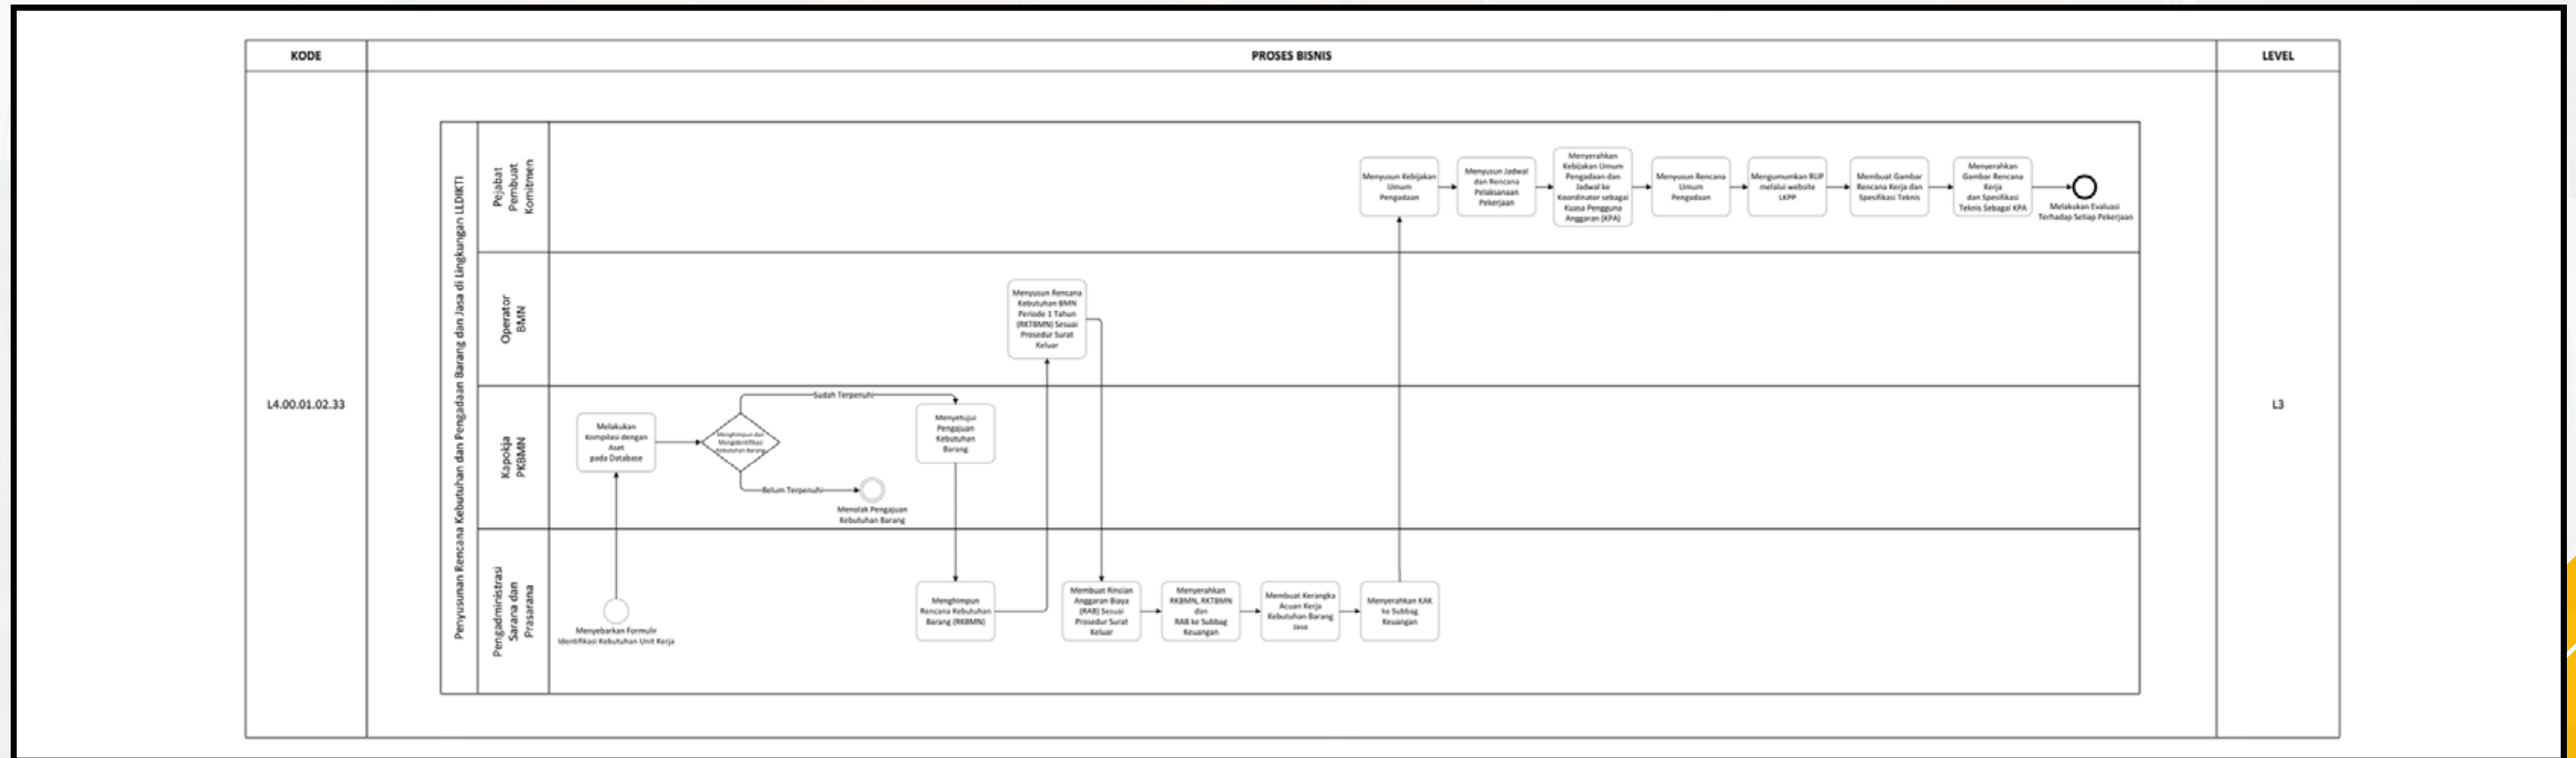 KODE
PROSES BISNIS
LEVEL
L4.00.01.02.33
L3
Penyusunan Rencana Kebutuhan dan Pengadaan Barang dan Jasa di Lingkungan LLDIKTI
Pejabat
Pembuat
Komitmen
Menyusun Kebijakan
Umum
Pengadaan
Menyusun Jadwal
dan Rencana
Pelaksanaan
Pekerjaan
Menyerahkan
Kebijakan Umum
Pengadaan dan
Jadwal ke
Koordinator sebagai
Kuasa Pengguna
Anggaran (KPA)
Menyusun Rencana
Umum
Pengadaan
Mengumumkan RUP
melalui website
LKPP
Membuat Gambar
Rencana Kerja dan
Spesifikasi Teknis
Menyerahkan
Gambar Rencana
Kerja
dan Spesifikasi
Teknis Sebagai KPA
Melakukan Evaluasi
Terhadap Setiap Pekerjaan
Operator
BMN
Menyusun Rencana
Kebutuhan BMN
Periode 1 Tahun
(RKTBMN) Sesuai
Prosedur Surat
Keluar
Kapokja
PKBMN
Melakukan
Kompilasi dengan
Aset
pada Database
Menghimpun dan
Mengidentifikasi
Kebutuhan Barang
Sudah Terpenuhi
Belum Terpenuhi
Menolak Pengajuan
Kebutuhan Barang
Menyetujui
Pengajuan
Kebutuhan
Barang
Pengadministrasi
Sarana dan
Prasarana
Menyebarkan Formulir
Identifikasi Kebutuhan Unit Kerja
Menghimpun
Rencana Kebutuhan
Barang (RKBMN)
Membuat Rincian
Anggaran Biaya
(RAB) Sesuai
Prosedur Surat
Keluar
Menyerahkan
RKBMN, RKTBMN
dan
RAB ke Subbag
Keuangan
Membuat Kerangka
Acuan Kerja
Kebutuhan Barang
Jasa
Menyerahkan KAK
ke Subbag
Keuangan